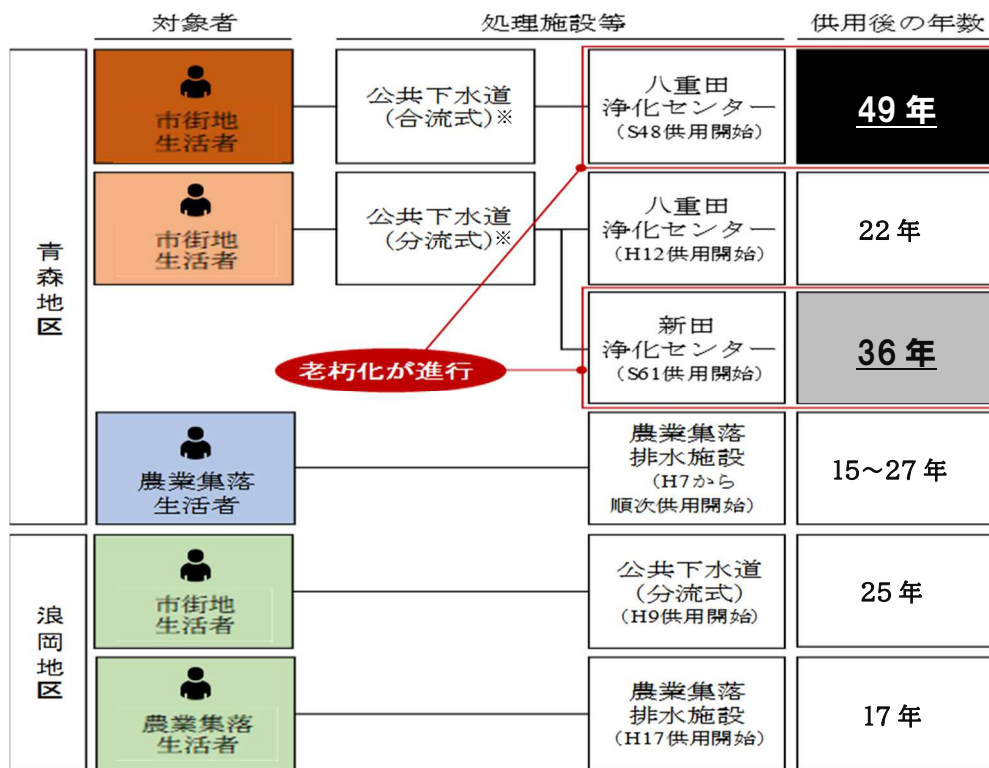 対象者
処理施設等
供用後の年数
青森地区
市街地
生活者
公共下水道
(合流式)※
八重田
浄化センター
(S48供用開始)
49年
市街地
生活者
公共下水道
(分流式)※
八重田
浄化センター
(H12供用開始)
22年
新田
浄化センター
(S61供用開始)
36年
老朽化が進行
農業集落
生活者
農業集落
排水施設
(H7から
順次供用開始)
15~27年
浪岡地区
市街地
生活者
公共下水道
(分流式)
(H9供用開始)
25年
農業集落
生活者
農業集落
排水施設
(H17供用開始)
17年